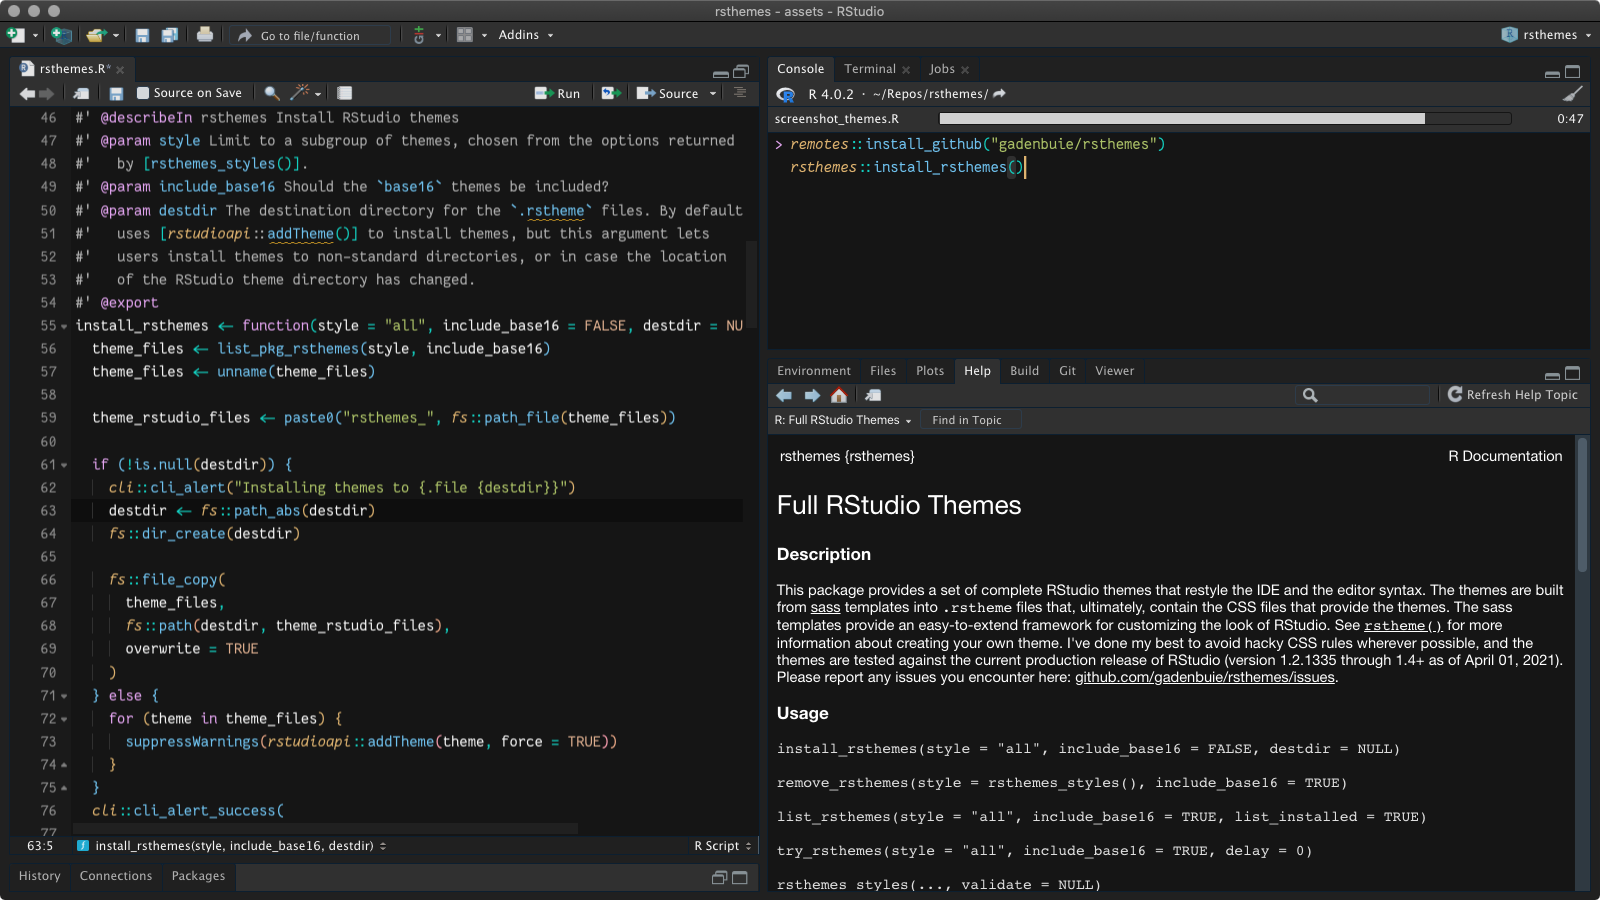 rsthemes - assets - RStudio
Go to file/function
Addins
rsthemes
rsthemes.R*
Source on Save
Run
Source
46 #' @describeIn rsthemes Install RStudio themes
47 #' @param style Limit to a subgroup of themes, chosen from the options returned
48 #'   by [rsthemes_styles()].
49 #' @param include_base16 Should the `base16` themes be included?
50 #' @param destdir The destination directory for the `.rstheme` files. By default
51 #'   uses [rstudioapi::addTheme()] to install themes, but this argument lets
52 #'   users install themes to non-standard directories, or in case the location
53 #'   of the RStudio theme directory has changed.
54 #' @export
55 install_rsthemes <- function(style = "all", include_base16 = FALSE, destdir = NU
56   theme_files <- list_pkg_rsthemes(style, include_base16)
57   theme_files <- unname(theme_files)
58
59   theme_rstudio_files <- paste0("rsthemes_", fs::path_file(theme_files))
60
61   if (!is.null(destdir)) {
62     cli::cli_alert("Installing themes to {.file {destdir}}")
63     destdir <- fs::path_abs(destdir)
64     fs::dir_create(destdir)
65
66     fs::file_copy(
67       theme_files,
68       fs::path(destdir, theme_rstudio_files),
69       overwrite = TRUE
70     )
71   } else {
72     for (theme in theme_files) {
73       suppressWarnings(rstudioapi::addTheme(theme, force = TRUE))
74     }
75   }
76   cli::cli_alert_success(
77
63:5 install_rsthemes(style, include_base16, destdir) R Script
History Connections Packages
Console Terminal Jobs
R 4.0.2 · ~/Repos/rsthemes/
screenshot_themes.R 0:47
> remotes::install_github("gadenbuie/rsthemes")
rsthemes::install_rsthemes()
Environment Files Plots Help Build Git Viewer
Refresh Help Topic
R: Full RStudio Themes Find in Topic
rsthemes {rsthemes} R Documentation
Full RStudio Themes
Description
This package provides a set of complete RStudio themes that restyle the IDE and the editor syntax. The themes are built
from sass templates into .rstheme files that, ultimately, contain the CSS files that provide the themes. The sass
templates provide an easy-to-extend framework for customizing the look of RStudio. See rstheme() for more
information about creating your own theme. I've done my best to avoid hacky CSS rules wherever possible, and the
themes are tested against the current production release of RStudio (version 1.2.1335 through 1.4+ as of April 01, 2021).
Please report any issues you encounter here: github.com/gadenbuie/rsthemes/issues.
Usage
install_rsthemes(style = "all", include_base16 = FALSE, destdir = NULL)
remove_rsthemes(style = rsthemes_styles(), include_base16 = TRUE)
list_rsthemes(style = "all", include_base16 = TRUE, list_installed = TRUE)
try_rsthemes(style = "all", include_base16 = TRUE, delay = 0)
rsthemes_styles(..., validate = NULL)